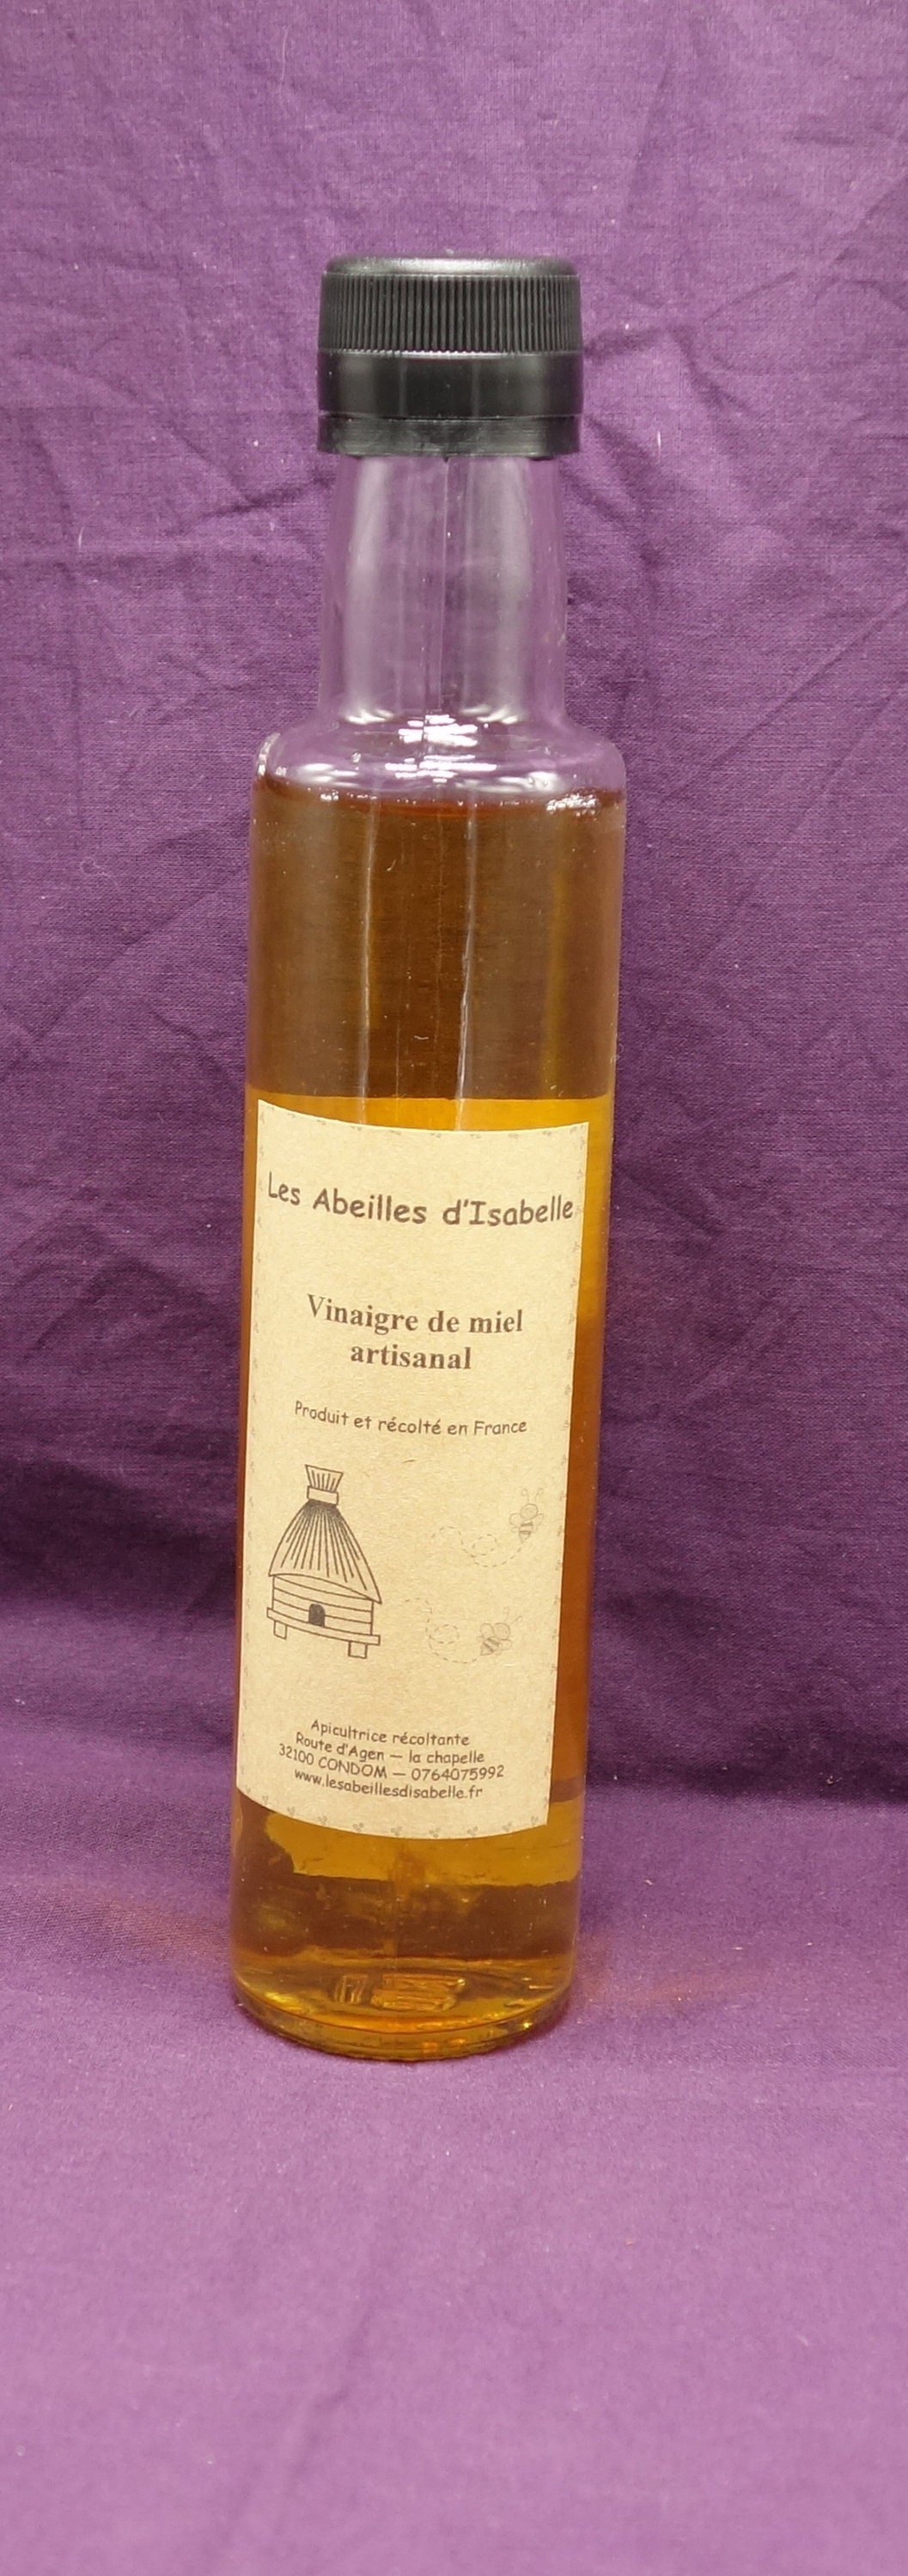 Les Abeilles d'Isabelle
Vinaigre de miel
artisanal
Produit et récolté en France
Apicultrice récoltante
Route d'Agen — la chapelle
32100 CONDOM — 0764075992
www.lesabeillesdisabelle.fr